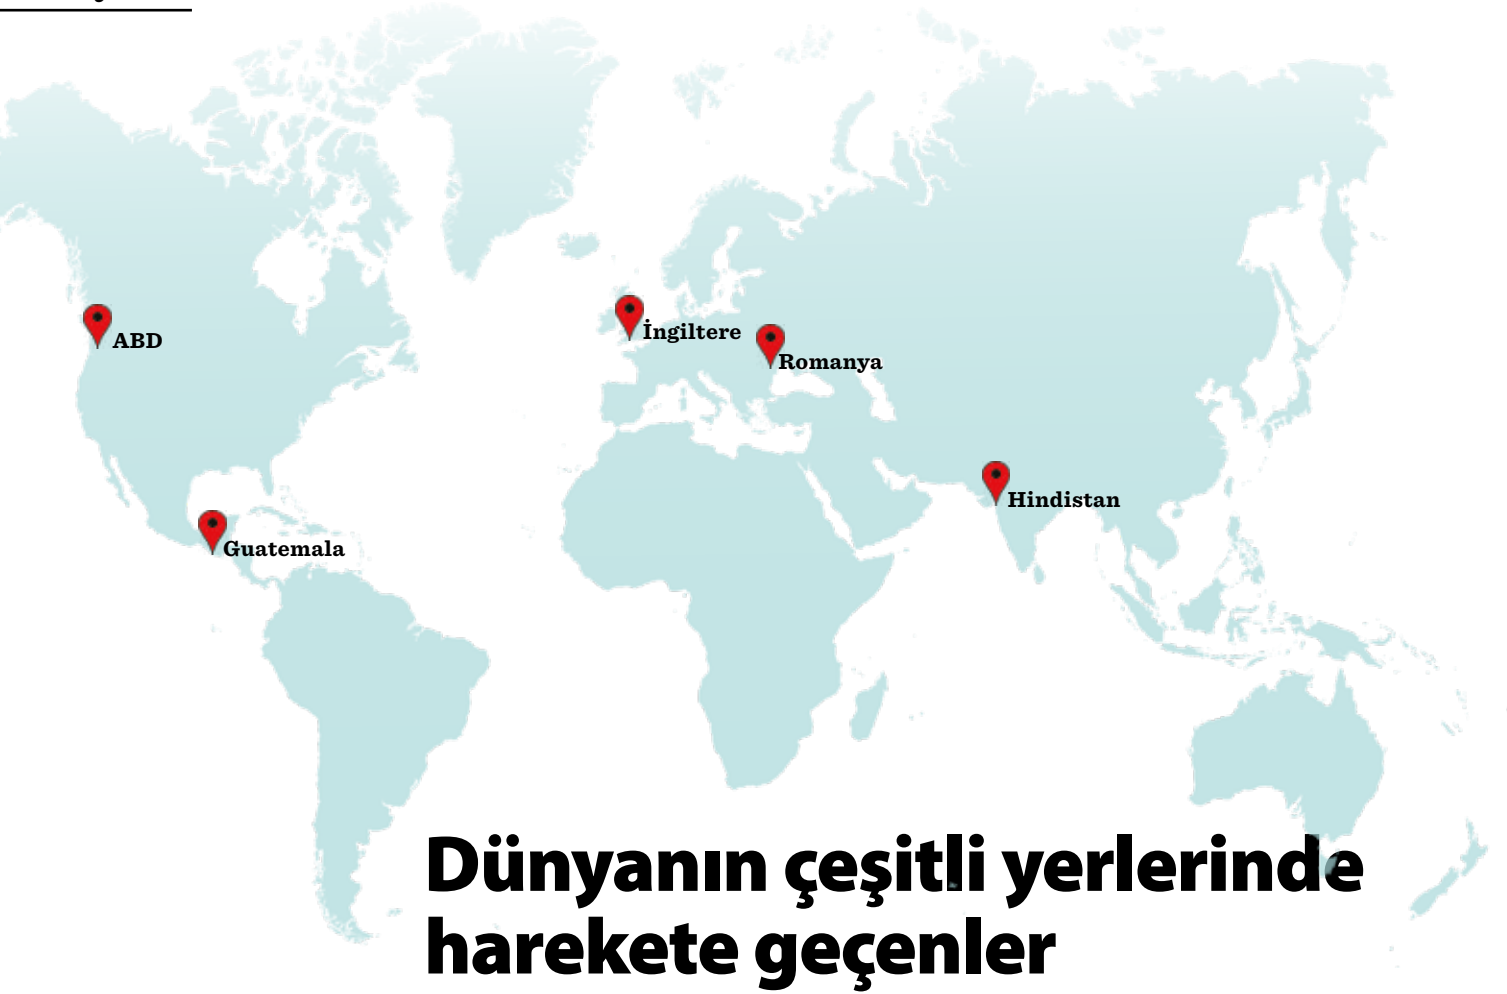 İngiltere
ABD
Romanya
Hindistan
Guatemala
Dünyanın çeşitli yerlerinde
harekete geçenler